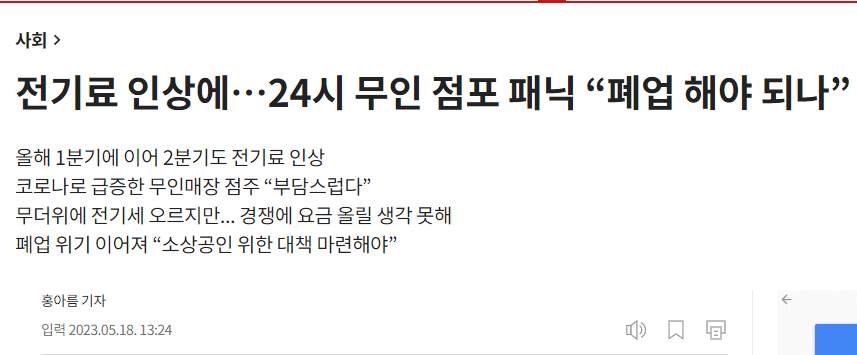 사회 >
전기료 인상에…24시 무인 점포 패닉 “폐업 해야 되나”
올해 1분기에 이어 2분기도 전기료 인상
코로나로 급증한 무인매장 점주 “부담스럽다”
무더위에 전기세 오르지만... 경쟁에 요금 올릴 생각 못해
폐업 위기 이어져 “소상공인 위한 대책 마련해야”
홍아름 기자
입력 2023.05.18. 13:24